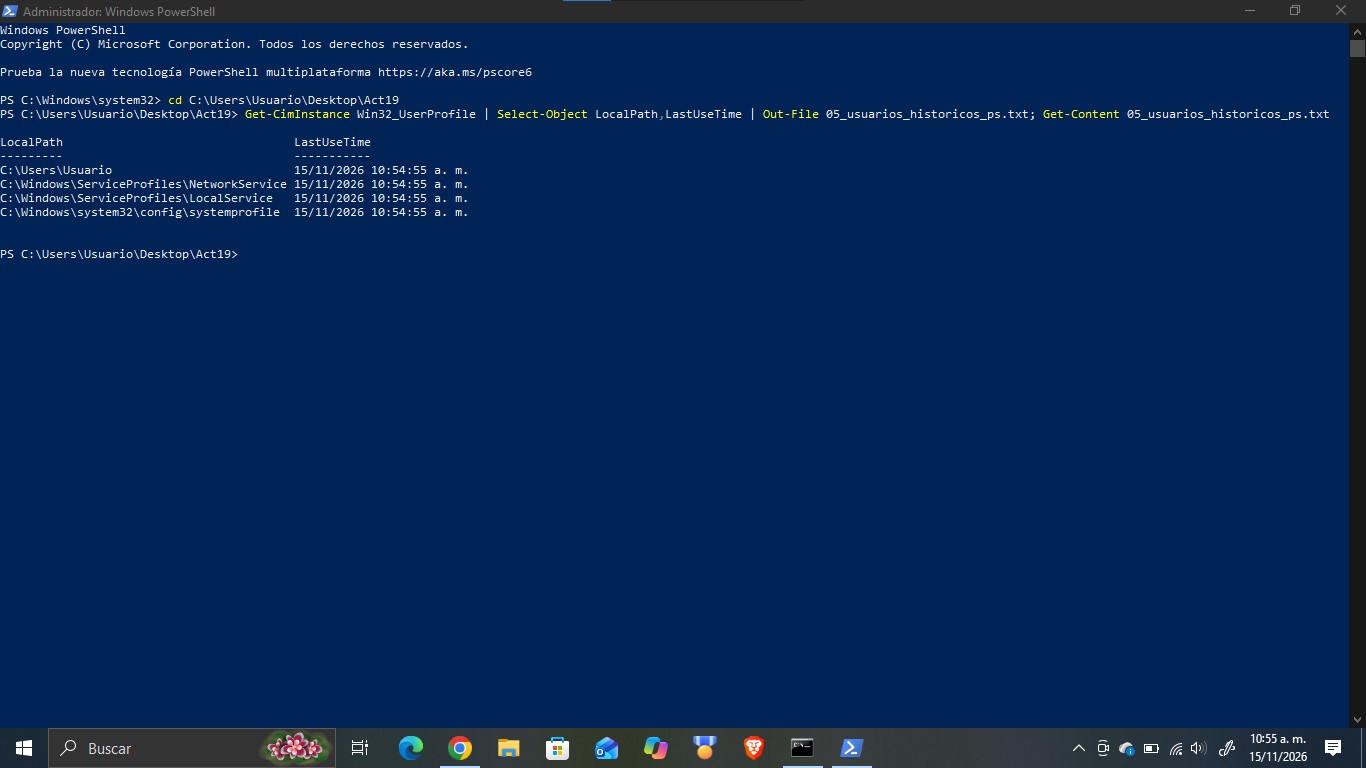 Administrador: Windows PowerShell
Windows PowerShell
Copyright (C) Microsoft Corporation. Todos los derechos reservados.
Prueba la nueva tecnología PowerShell multiplataforma https://aka.ms/pscore6
PS C:\Windows\system32> cd C:\Users\Usuario\Desktop\Act19
PS C:\Users\Usuario\Desktop\Act19> Get-CimInstance Win32_UserProfile | Select-Object LocalPath,LastUseTime | Out-File 05_usuarios_historicos_ps.txt; Get-Content 05_usuarios_historicos_ps.txt
LocalPath                                 LastUseTime
---------                                 -----------
C:\Users\Usuario                          15/11/2026 10:54:55 a. m.
C:\Windows\ServiceProfiles\NetworkService 15/11/2026 10:54:55 a. m.
C:\Windows\ServiceProfiles\LocalService   15/11/2026 10:54:55 a. m.
C:\Windows\system32\config\systemprofile  15/11/2026 10:54:55 a. m.
PS C:\Users\Usuario\Desktop\Act19>
Buscar
10:55 a. m.
15/11/2026